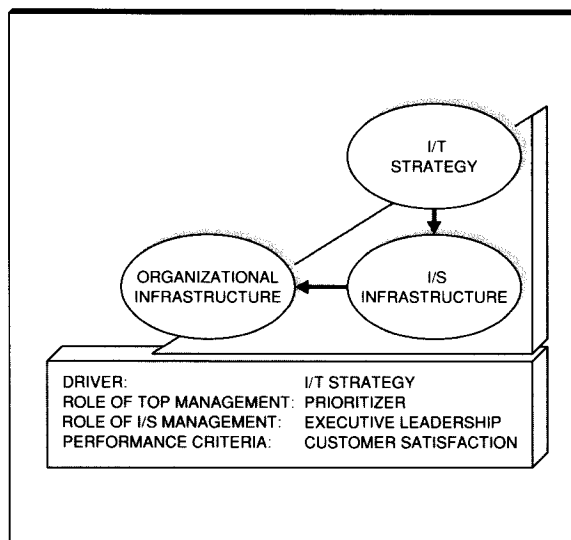 I/T
STRATEGY
ORGANIZATIONAL
INFRASTRUCTURE
I/S
INFRASTRUCTURE
DRIVER: I/T STRATEGY
ROLE OF TOP MANAGEMENT: PRIORITIZER
ROLE OF I/S MANAGEMENT: EXECUTIVE LEADERSHIP
PERFORMANCE CRITERIA: CUSTOMER SATISFACTION